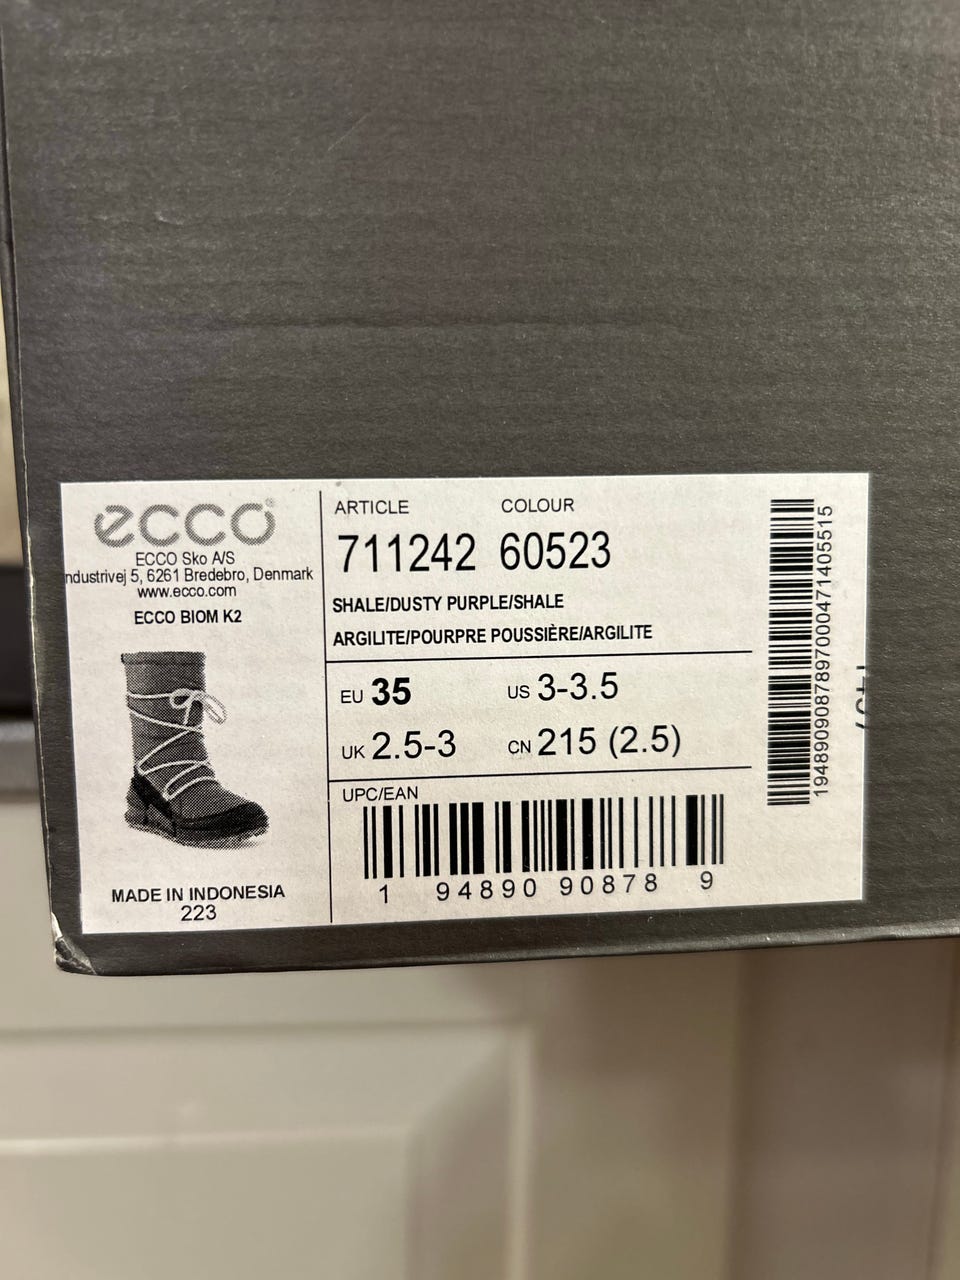 ecco®
ECCO Sko A/S
ndustrivej 5, 6261 Bredebro, Denmark
www.ecco.com
ECCO BIOM K2
MADE IN INDONESIA
223
ARTICLE COLOUR
711242 60523
SHALE/DUSTY PURPLE/SHALE
ARGILITE/POURPRE POUSSIÈRE/ARGILITE
EU 35 US 3-3.5
UK 2.5-3 CN 215 (2.5)
UPC/EAN
1 94890 90878 9
1948909087897000471405515